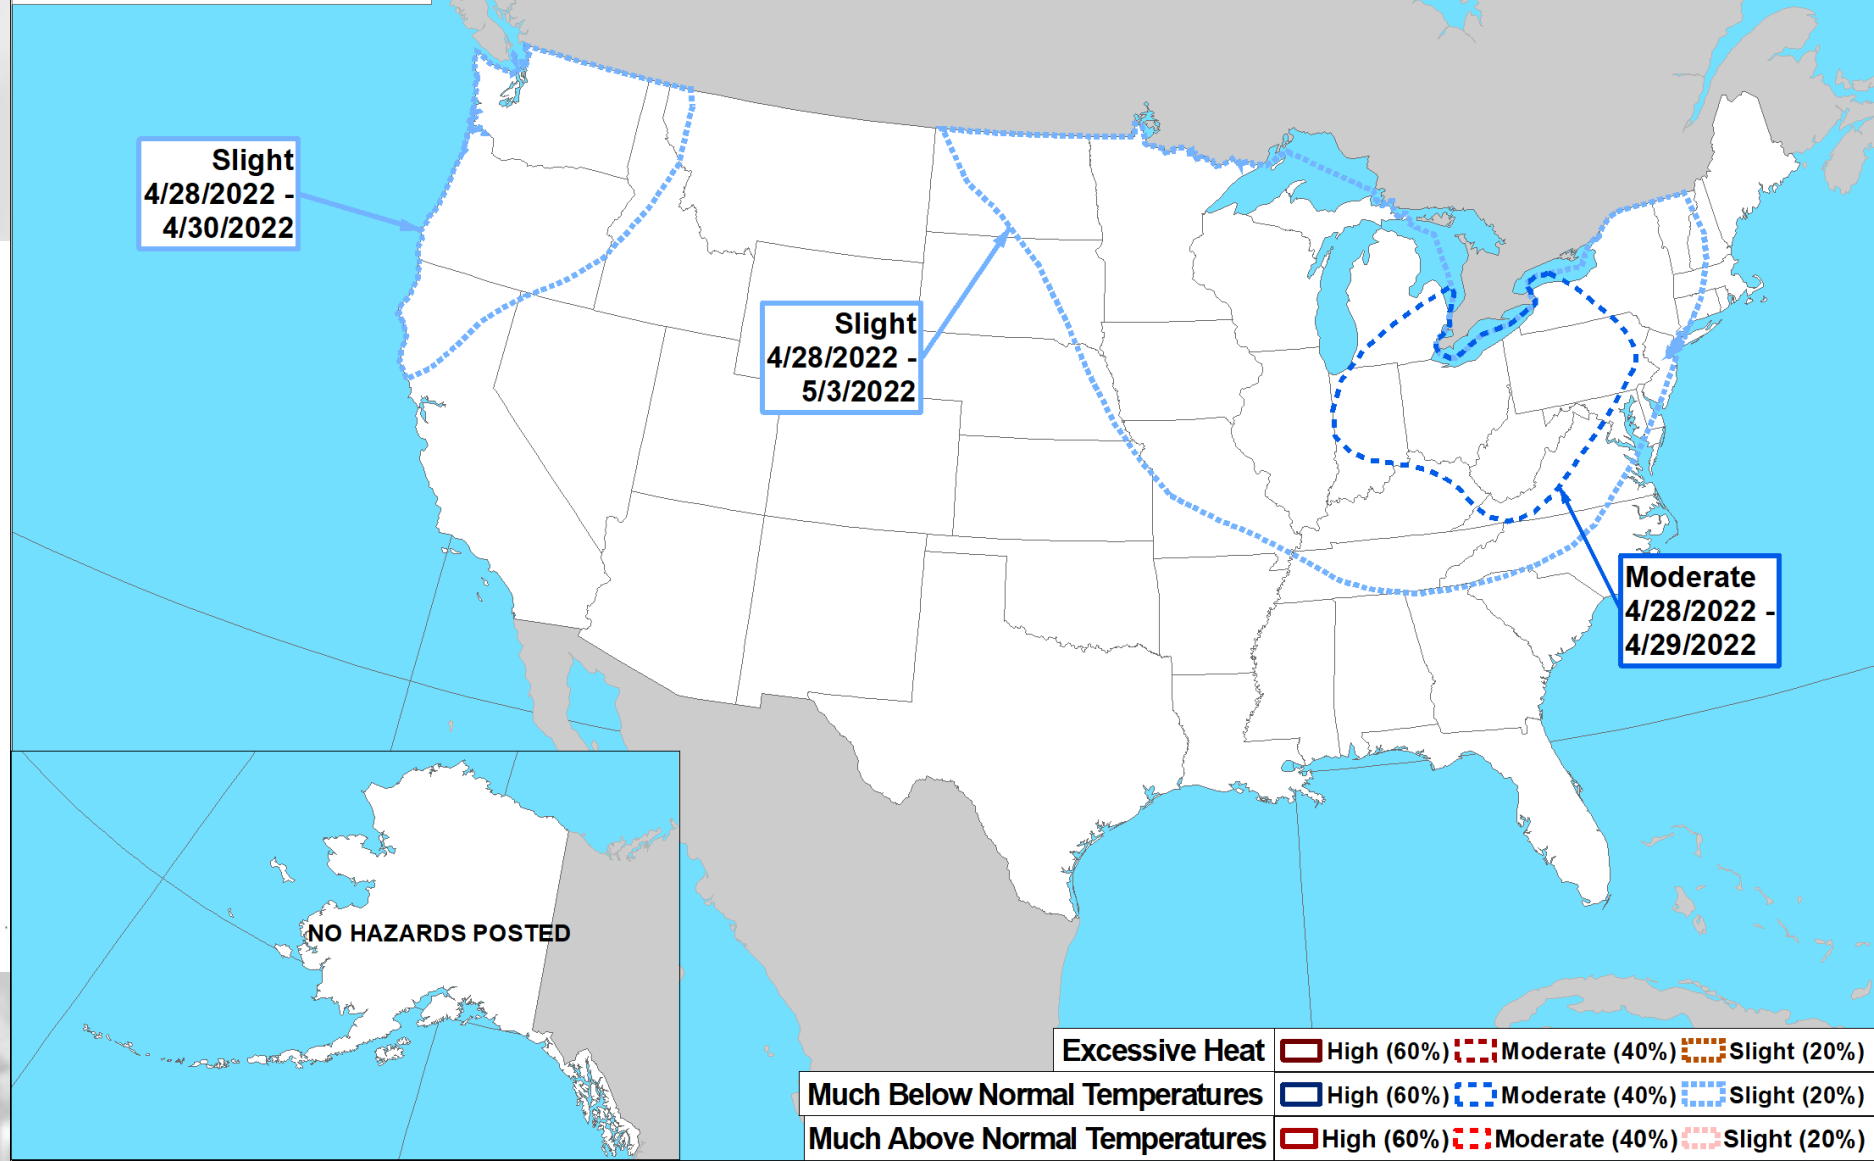 Slight
4/28/2022 -
4/30/2022
Slight
4/28/2022 -
5/3/2022
Moderate
4/28/2022 -
4/29/2022
NO HAZARDS POSTED
Excessive Heat High (60%) Moderate (40%) Slight (20%)
Much Below Normal Temperatures High (60%) Moderate (40%) Slight (20%)
Much Above Normal Temperatures High (60%) Moderate (40%) Slight (20%)